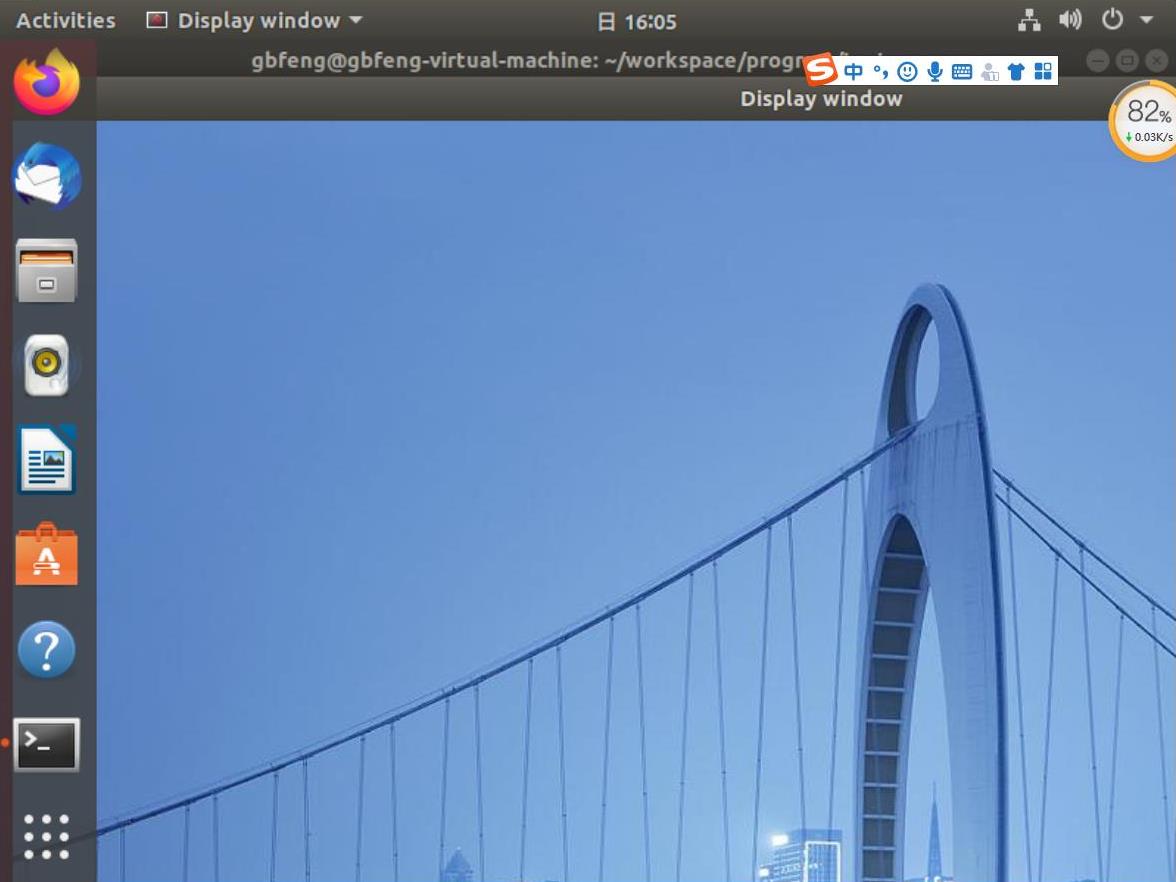 Activities Display window 日 16:05
gbfeng@gbfeng-virtual-machine: ~/workspace/progr
中 °,
Display window
82%
0.03K/s